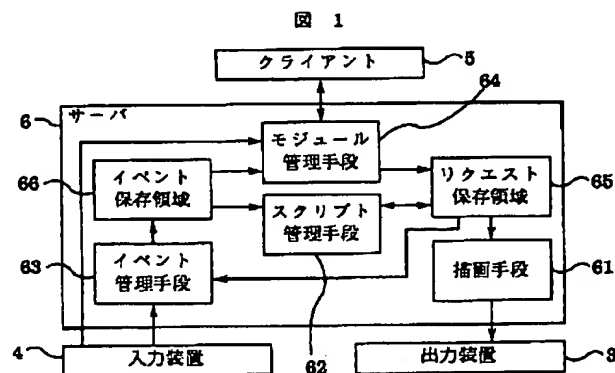 図 1
クライアント
5
6
サーバ
64
モジュール
管理手段
66
イベント
保存領域
リクエスト
保存領域
65
スクリプト
管理手段
63
イベント
管理手段
描画手段
61
4
入力装置
62
出力装置
3